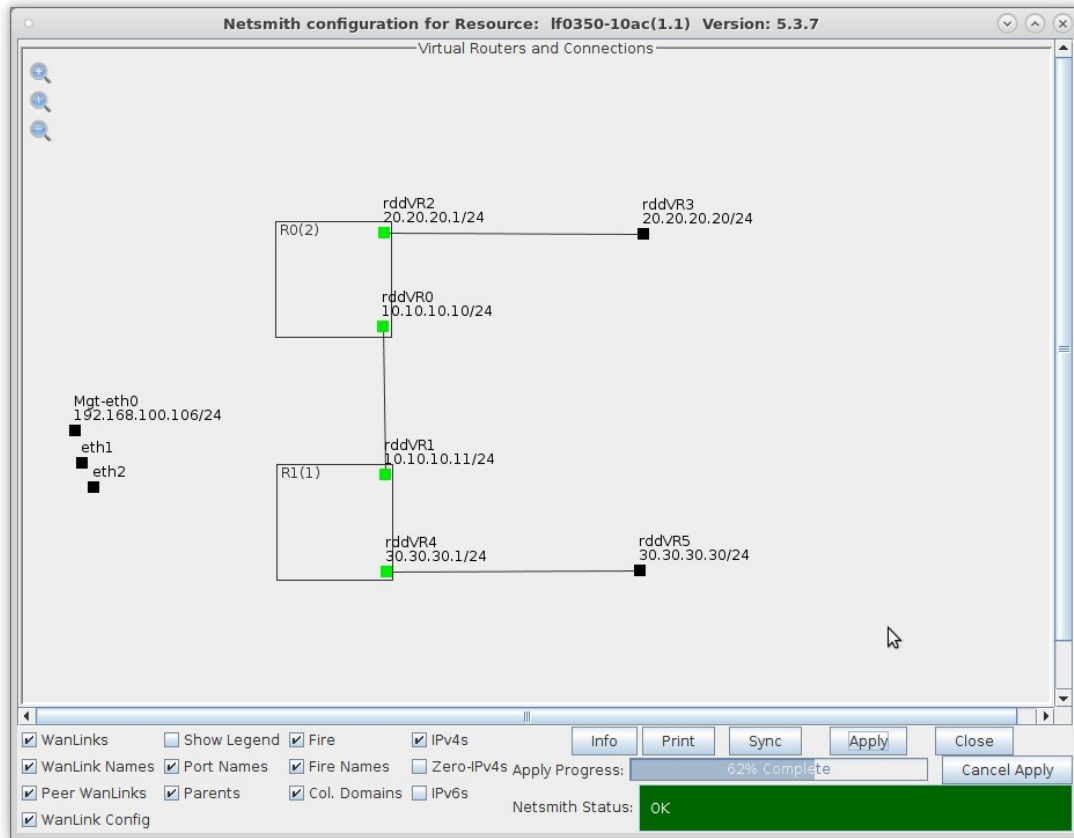 Netsmith configuration for Resource: lf0350-10ac(1.1) Version: 5.3.7
Virtual Routers and Connections
rddVR2
20.20.20.1/24
rddVR3
20.20.20.20/24
R0(2)
rddVR0
10.10.10.10/24
Mgt-eth0
192.168.100.106/24
eth1
eth2
rddVR1
10.10.10.11/24
R1(1)
rddVR4
30.30.30.1/24
rddVR5
30.30.30.30/24
WanLinks Show Legend Fire IPv4s Info Print Sync Apply Close
WanLink Names Port Names Fire Names Zero-IPv4s Apply Progress: 62% Complete Cancel Apply
Peer WanLinks Parents Col. Domains IPv6s Netsmith Status: OK
WanLink Config